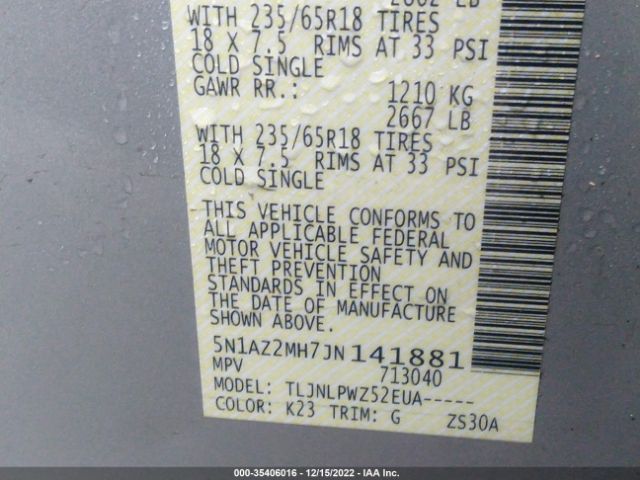 2662 LB
WITH 235/65R18 TIRES
18 X 7.5 RIMS AT 33 PSI
COLD SINGLE
GAWR RR.: 1210 KG
2667 LB
WITH 235/65R18 TIRES
18 X 7.5 RIMS AT 33 PSI
COLD SINGLE
THIS VEHICLE CONFORMS TO
ALL APPLICABLE FEDERAL
MOTOR VEHICLE SAFETY AND
THEFT PREVENTION
STANDARDS IN EFFECT ON
THE DATE OF MANUFACTURE
SHOWN ABOVE.
5N1AZ2MH7JN141881
MPV 713040
MODEL: TLJNLPWZ52EUA-----
COLOR: K23 TRIM: G ZS30A
000-35406016 - 12/15/2022 - IAA Inc.